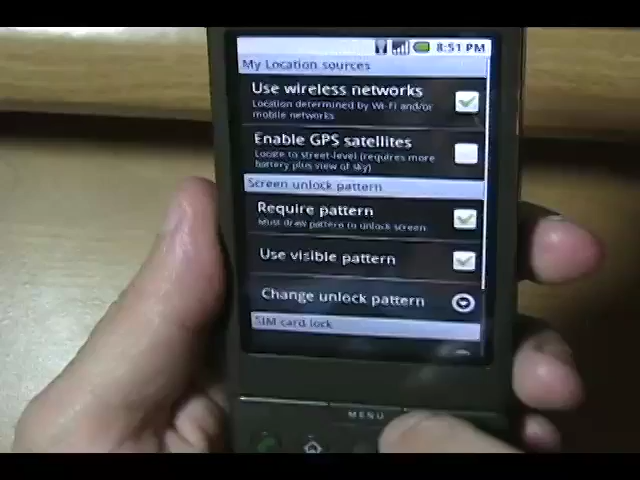 8:51 PM
My Location sources
Use wireless networks
Location determined by Wi-Fi and/or
mobile networks
Enable GPS satellites
Locate to street-level (requires more
battery plus view of sky)
Screen unlock pattern
Require pattern
Must draw pattern to unlock screen
Use visible pattern
Change unlock pattern
SIM card lock
MENU